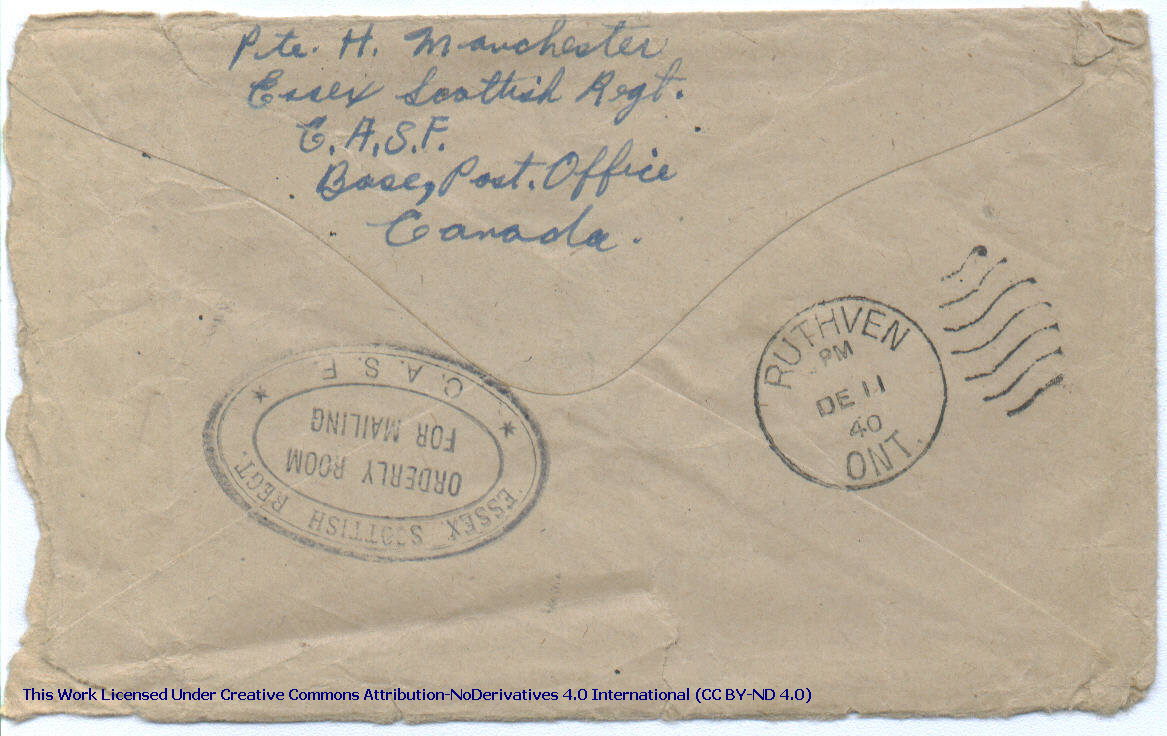 Pte. H. Manchester
Essex Scottish Regt.
C.A.S.F.
Base, Post. Office
Canada.
RUTHVEN
PM
DE 11
40
ONT.
ESSEX SCOTTISH REGT.
ORDERLY ROOM
FOR MAILING
* C. A. S. F. *
This Work Licensed Under Creative Commons Attribution-NoDerivatives 4.0 International (CC BY-ND 4.0)